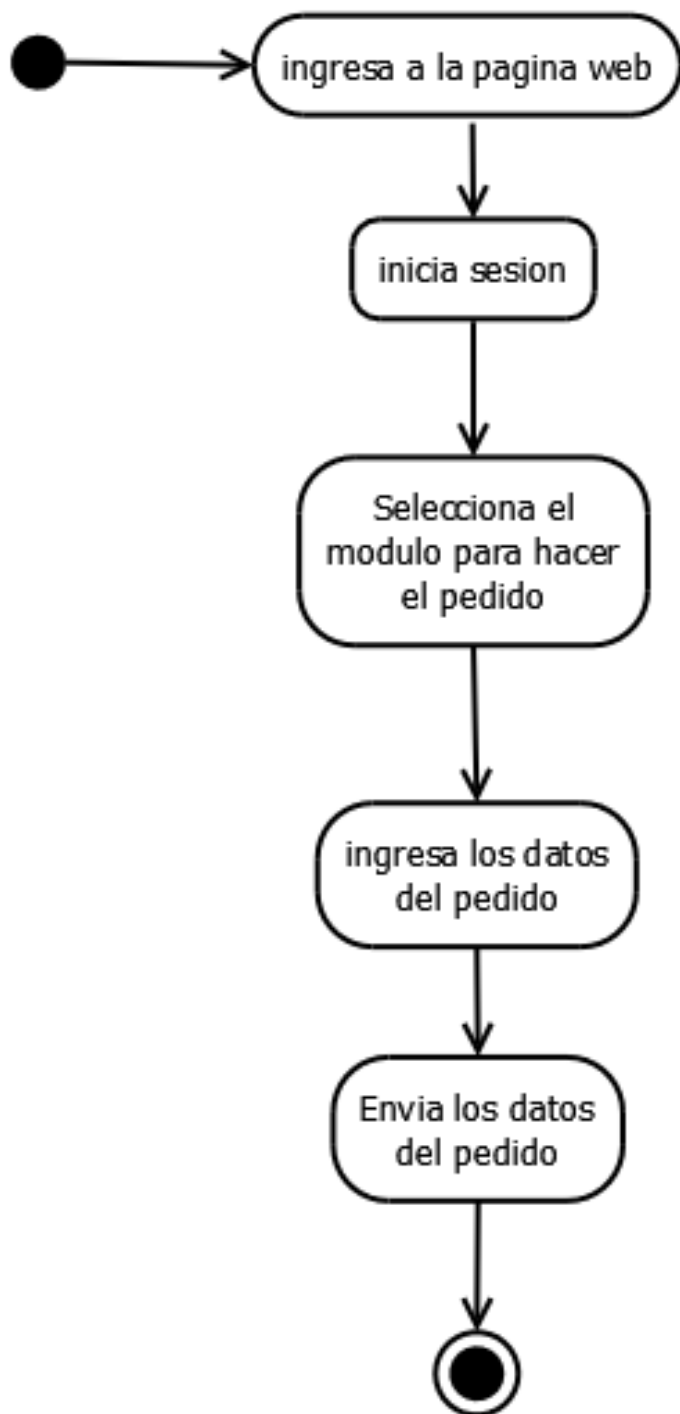 ingresa a la pagina web
inicia sesion
Selecciona el
modulo para hacer
el pedido
ingresa los datos
del pedido
Envia los datos
del pedido